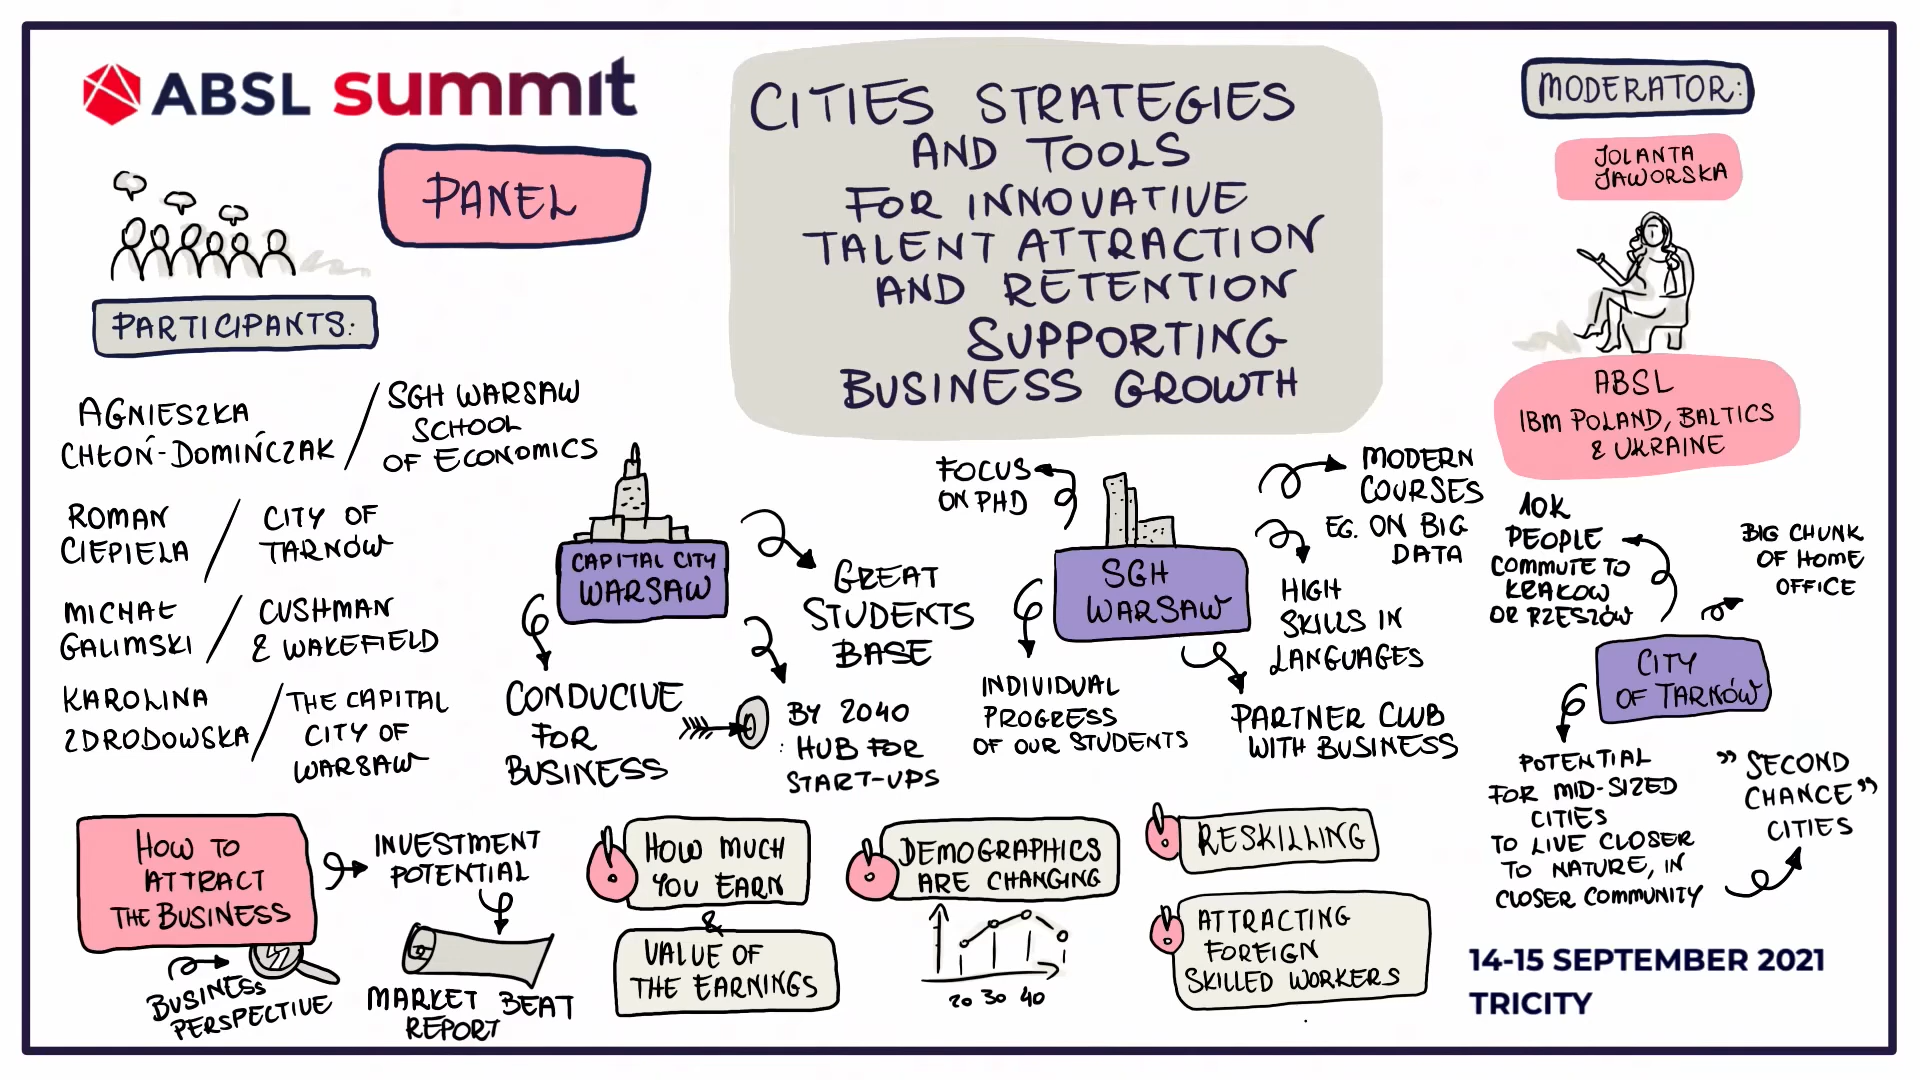 ABSL summit
PANEL
CITIES STRATEGIES
AND TOOLS
FOR INNOVATIVE
TALENT ATTRACTION
AND RETENTION
SUPPORTING
BUSINESS GROWTH
MODERATOR:
JOLANTA
JAWORSKA
ABSL
IBM POLAND, BALTICS
& UKRAINE
PARTICIPANTS:
AGNIESZKA
CHŁOŃ-DOMIŃCZAK /
SGH WARSAW
SCHOOL
OF ECONOMICS
ROMAN
CIEPIELA /
CITY OF
TARNÓW
MICHAŁ
GALIMSKI /
CUSHMAN
& WAKEFIELD
KAROLINA
ZDRODOWSKA /
THE CAPITAL
CITY OF
WARSAW
CAPITAL CITY
WARSAW
GREAT
STUDENTS
BASE
CONDUCIVE
FOR
BUSINESS
BY 2040
HUB FOR
START-UPS
SGH
WARSAW
FOCUS
ON PHD
MODERN
COURSES
EG. ON BIG
DATA
HIGH
SKILLS IN
LANGUAGES
INDIVIDUAL
PROGRESS
OF OUR STUDENTS
PARTNER CLUB
WITH BUSINESS
CITY
OF TARNÓW
10K
PEOPLE
COMMUTE TO
KRAKOW
OR RZESZÓW
BIG CHUNK
OF HOME
OFFICE
POTENTIAL
FOR MID-SIZED
CITIES
TO LIVE CLOSER
TO NATURE, IN
CLOSER COMMUNITY
”SECOND
CHANCE”
CITIES
HOW TO
ATTRACT
THE BUSINESS
BUSINESS
PERSPECTIVE
INVESTMENT
POTENTIAL
MARKET BEAT
REPORT
! HOW MUCH
YOU EARN
&
VALUE OF
THE EARNINGS
! DEMOGRAPHICS
ARE CHANGING
20 30 40
! RESKILLING
! ATTRACTING
FOREIGN
SKILLED WORKERS
14-15 SEPTEMBER 2021
TRICITY